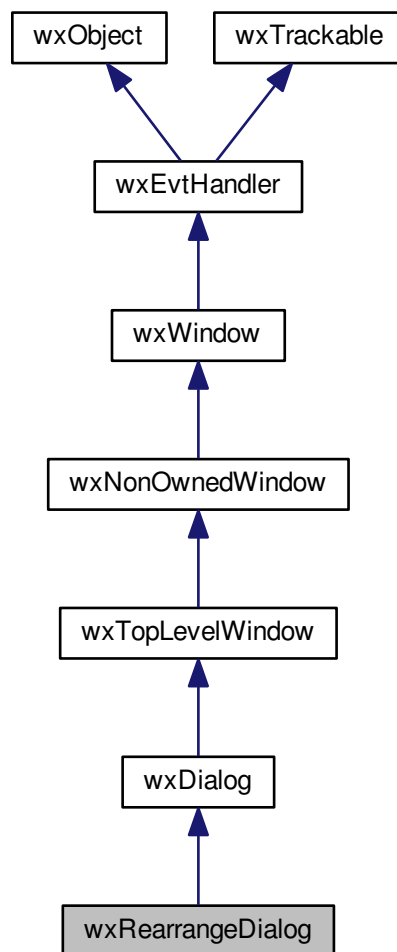 wxObject
wxTrackable
wxEvtHandler
wxWindow
wxNonOwnedWindow
wxTopLevelWindow
wxDialog
wxRearrangeDialog